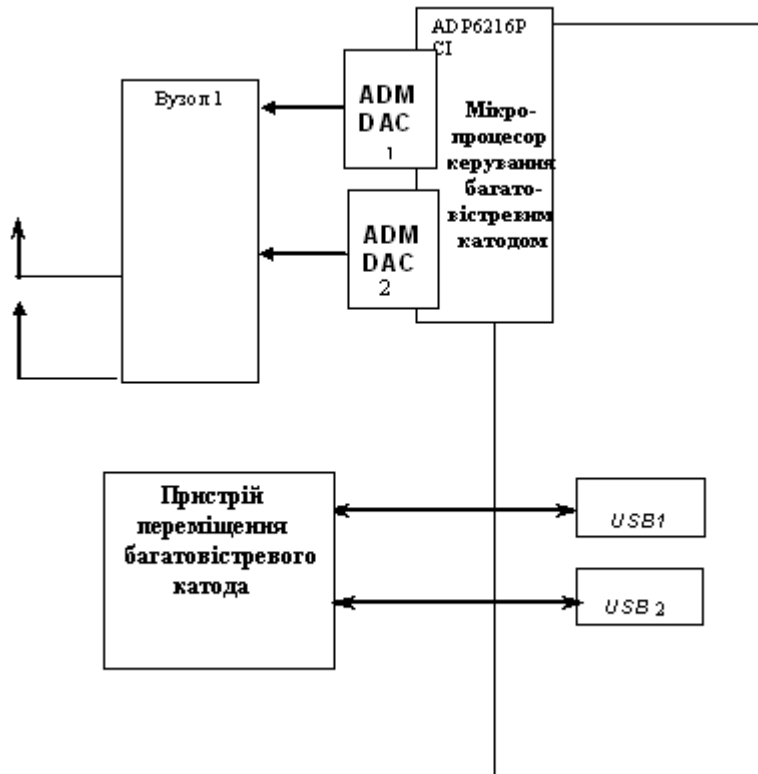 ADP6216P
CI
Вузол 1
ADM
DAC
1
Мікро-
процесор
керування
багато-
вістревим
катодом
ADM
DAC
2
Пристрій
переміщення
багатовістревого
катода
USB1
USB 2